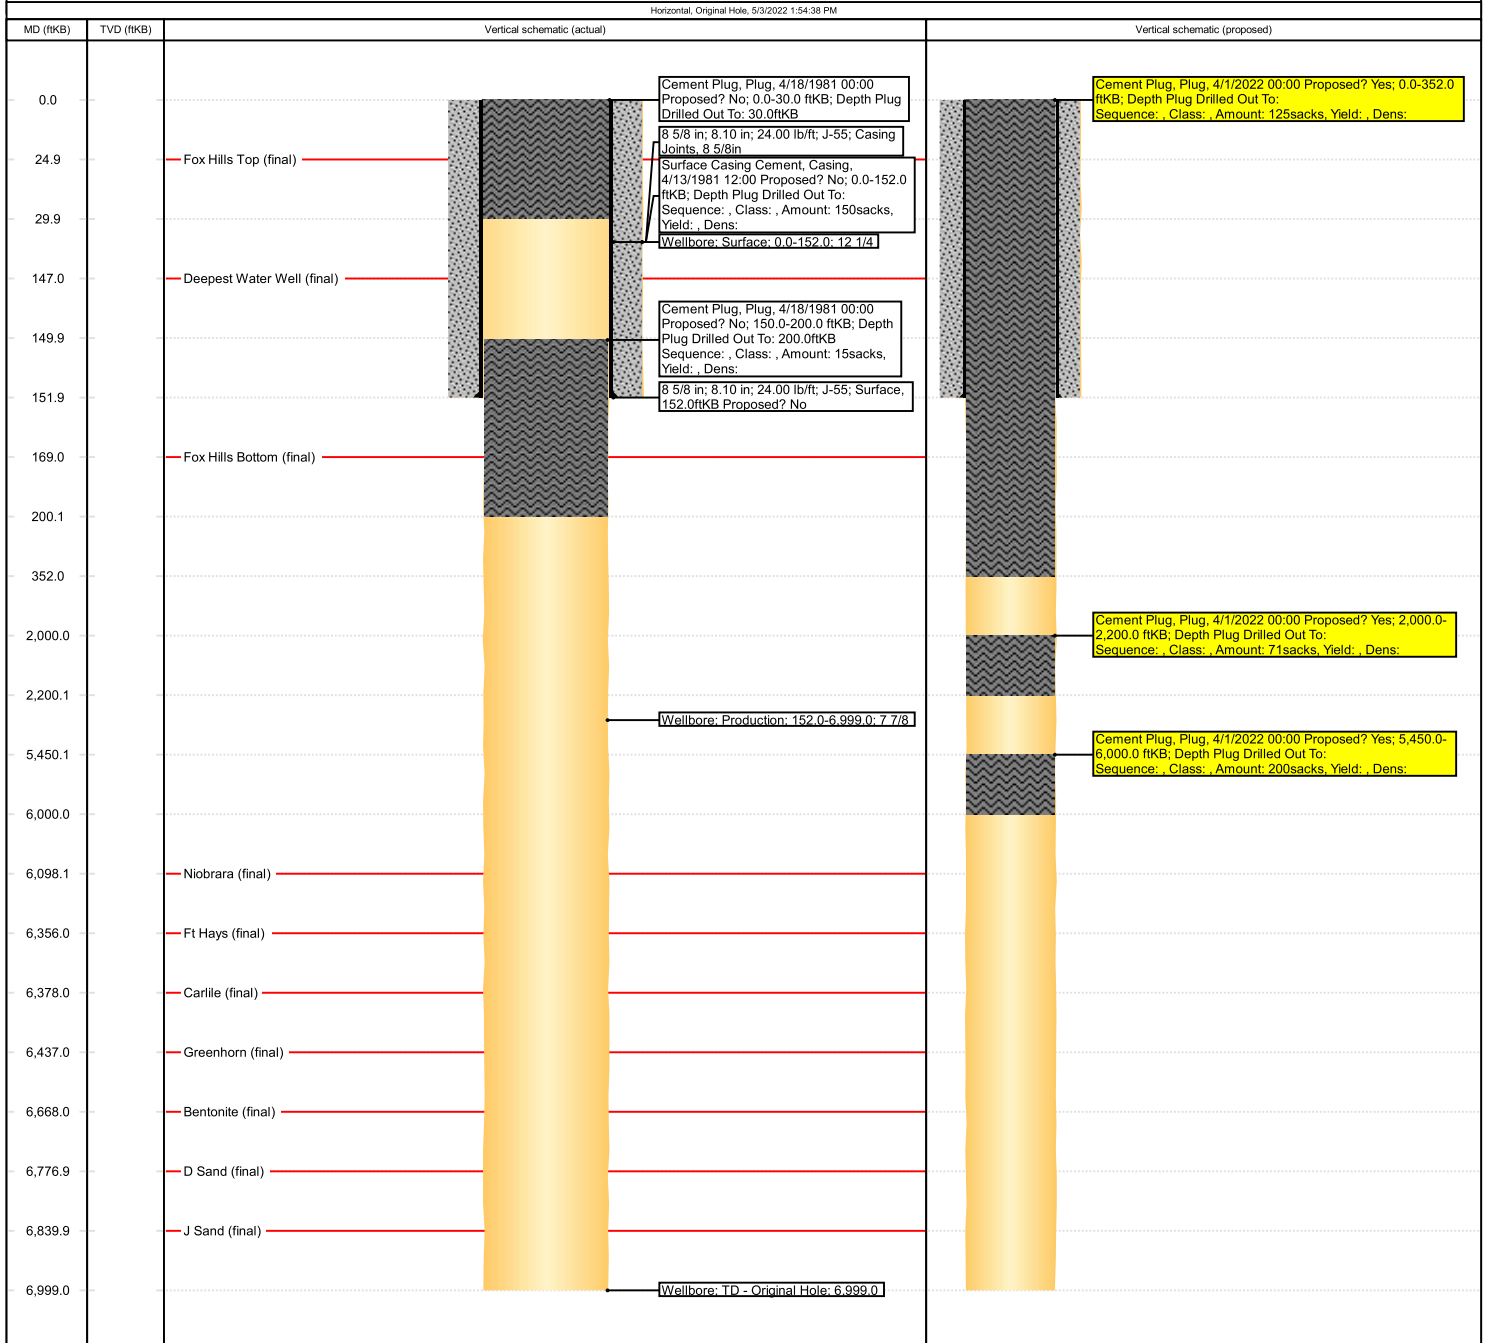 Horizontal, Original Hole, 5/3/2022 1:54:38 PM
MD (ftKB)
TVD (ftKB)
Vertical schematic (actual)
Vertical schematic (proposed)
Cement Plug, Plug, 4/18/1981 00:00
Proposed? No; 0.0-30.0 ftKB; Depth Plug
Drilled Out To: 30.0ftKB
Cement Plug, Plug, 4/1/2022 00:00 Proposed? Yes; 0.0-352.0
ftKB; Depth Plug Drilled Out To:
Sequence: , Class: , Amount: 125sacks, Yield: , Dens:
0.0
8 5/8 in; 8.10 in; 24.00 lb/ft; J-55; Casing
Joints, 8 5/8in
24.9
Fox Hills Top (final)
Surface Casing Cement, Casing,
4/13/1981 12:00 Proposed? No; 0.0-152.0
ftKB; Depth Plug Drilled Out To:
Sequence: , Class: , Amount: 150sacks,
Yield: , Dens:
29.9
Wellbore; Surface; 0.0-152.0; 12 1/4
147.0
Deepest Water Well (final)
Cement Plug, Plug, 4/18/1981 00:00
Proposed? No; 150.0-200.0 ftKB; Depth
Plug Drilled Out To: 200.0ftKB
Sequence: , Class: , Amount: 15sacks,
Yield: , Dens:
149.9
8 5/8 in; 8.10 in; 24.00 lb/ft; J-55; Surface,
152.0ftKB Proposed? No
151.9
169.0
Fox Hills Bottom (final)
200.1
352.0
2,000.0
Cement Plug, Plug, 4/1/2022 00:00 Proposed? Yes; 2,000.0-
2,200.0 ftKB; Depth Plug Drilled Out To:
Sequence: , Class: , Amount: 71sacks, Yield: , Dens:
2,200.1
Wellbore; Production; 152.0-6,999.0; 7 7/8
5,450.1
Cement Plug, Plug, 4/1/2022 00:00 Proposed? Yes; 5,450.0-
6,000.0 ftKB; Depth Plug Drilled Out To:
Sequence: , Class: , Amount: 200sacks, Yield: , Dens:
6,000.0
6,098.1
Niobrara (final)
6,356.0
Ft Hays (final)
6,378.0
Carlile (final)
6,437.0
Greenhorn (final)
6,668.0
Bentonite (final)
6,776.9
D Sand (final)
6,839.9
J Sand (final)
6,999.0
Wellbore; TD - Original Hole; 6,999.0